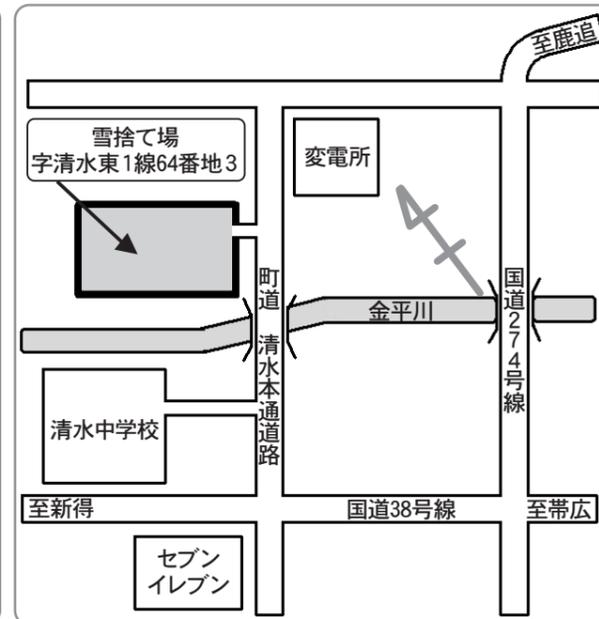 至鹿追
雪捨て場
字清水東1線64番地3
変電所
町道 清水本通道路
国道274号線
金平川
清水中学校
至新得
国道38号線
至帯広
セブン
イレブン